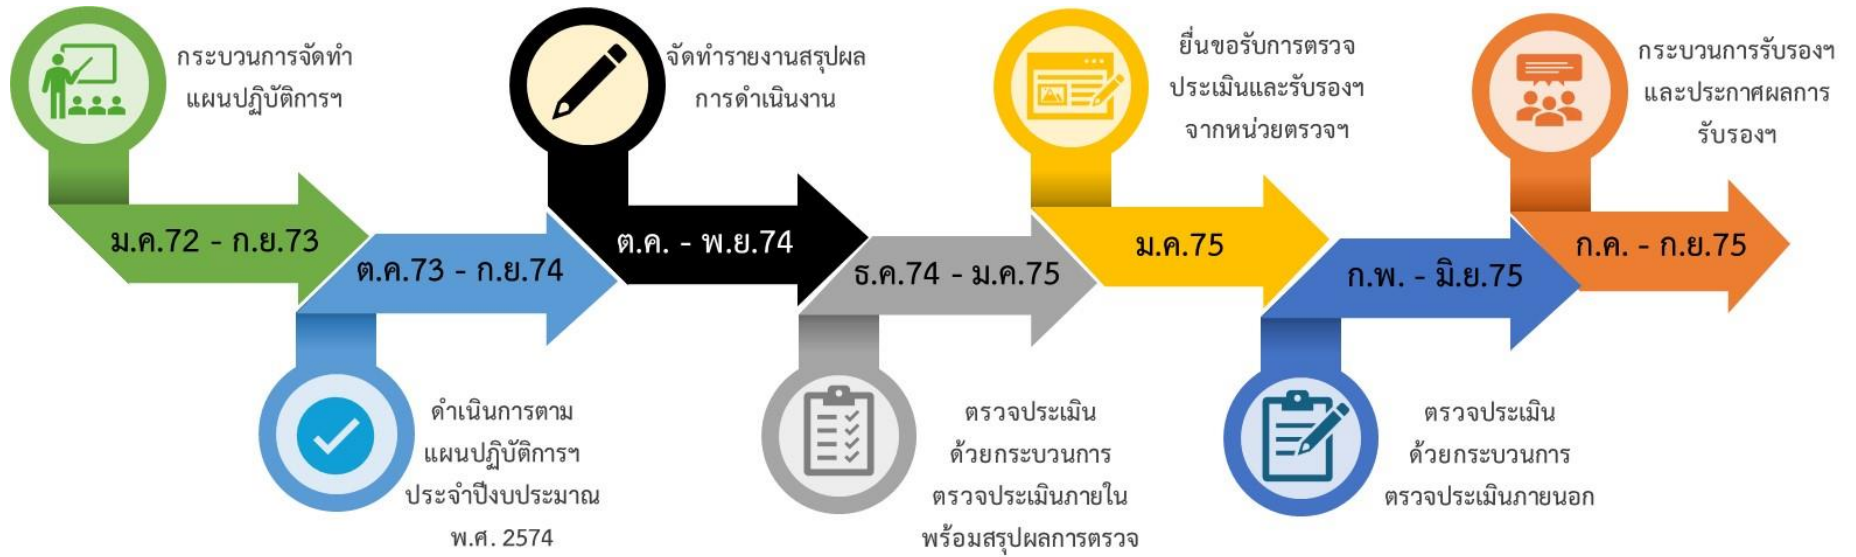 กระบวนการจัดทำ
แผนปฏิบัติการฯ
ม.ค.72 - ก.ย.73
ต.ค.73 - ก.ย.74
ดำเนินการตาม
แผนปฏิบัติการฯ
ประจำปีงบประมาณ
พ.ศ. 2574
จัดทำรายงานสรุปผล
การดำเนินงาน
ต.ค. - พ.ย.74
ธ.ค.74 - ม.ค.75
ตรวจประเมิน
ด้วยกระบวนการ
ตรวจประเมินภายใน
พร้อมสรุปผลการตรวจ
ยื่นขอรับการตรวจ
ประเมินและรับรองฯ
จากหน่วยตรวจฯ
ม.ค.75
ก.พ. - มิ.ย.75
ตรวจประเมิน
ด้วยกระบวนการ
ตรวจประเมินภายนอก
กระบวนการรับรองฯ
และประกาศผลการ
รับรองฯ
ก.ค. - ก.ย.75